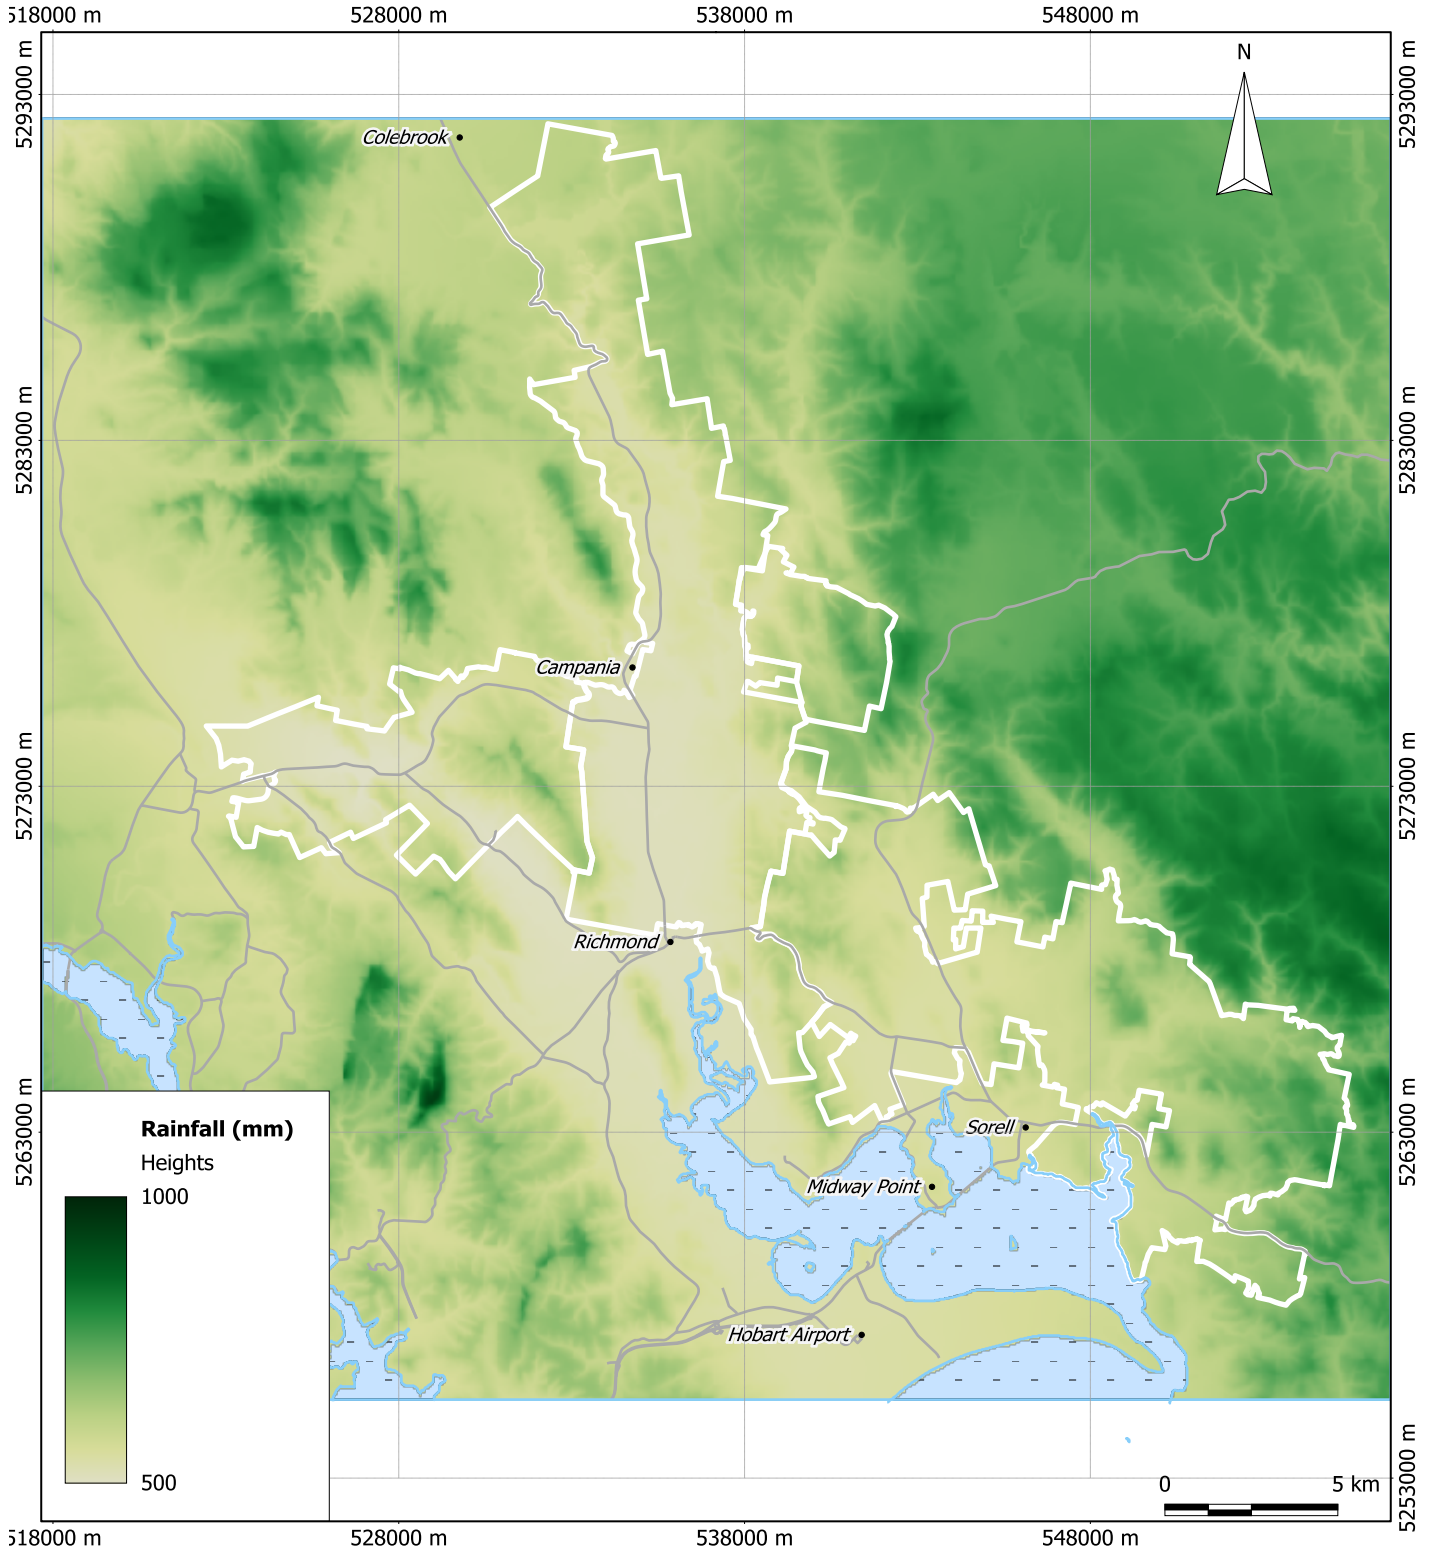 518000 m 528000 m 538000 m 548000 m
5293000 m
5293000 m
N
Colebrook
5283000 m
5283000 m
Campania
5273000 m
5273000 m
Richmond
5263000 m
5263000 m
Sorell
Midway Point
Hobart Airport
Rainfall (mm)
Heights
1000
500
5253000 m
0 5 km
518000 m 528000 m 538000 m 548000 m